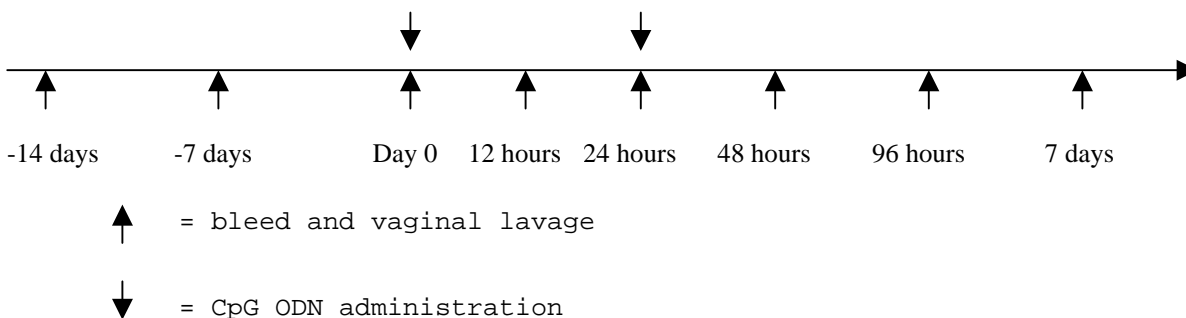 -14 days -7 days Day 0 12 hours 24 hours 48 hours 96 hours 7 days
= bleed and vaginal lavage
= CpG ODN administration